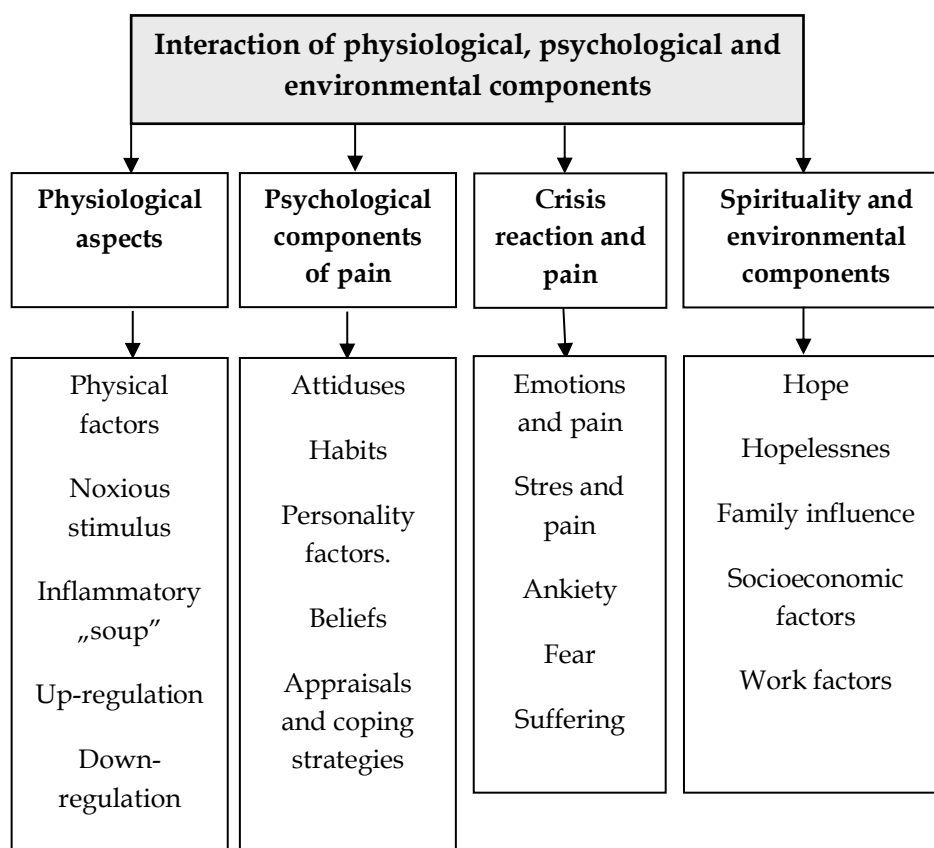 Interaction of physiological, psychological and
environmental components
Physiological
aspects
Psychological
components
of pain
Crisis
reaction and
pain
Spirituality and
environmental
components
Physical
factors
Noxious
stimulus
Inflammatory
„soup”
Up-regulation
Down-
regulation
Attiduses
Habits
Personality
factors.
Beliefs
Appraisals
and coping
strategies
Emotions
and pain
Stres and
pain
Ankiety
Fear
Suffering
Hope
Hopelessnes
Family influence
Socioeconomic
factors
Work factors